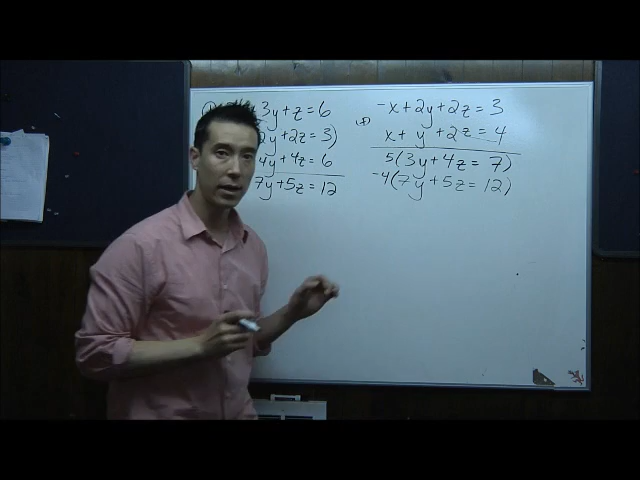 3y + z = 6
y + 2z = 3)
4y + 4z = 6
7y + 5z = 12
-x + 2y + 2z = 3
x + y + 2z = 4
5(3y + 4z = 7)
-4(7y + 5z = 12)